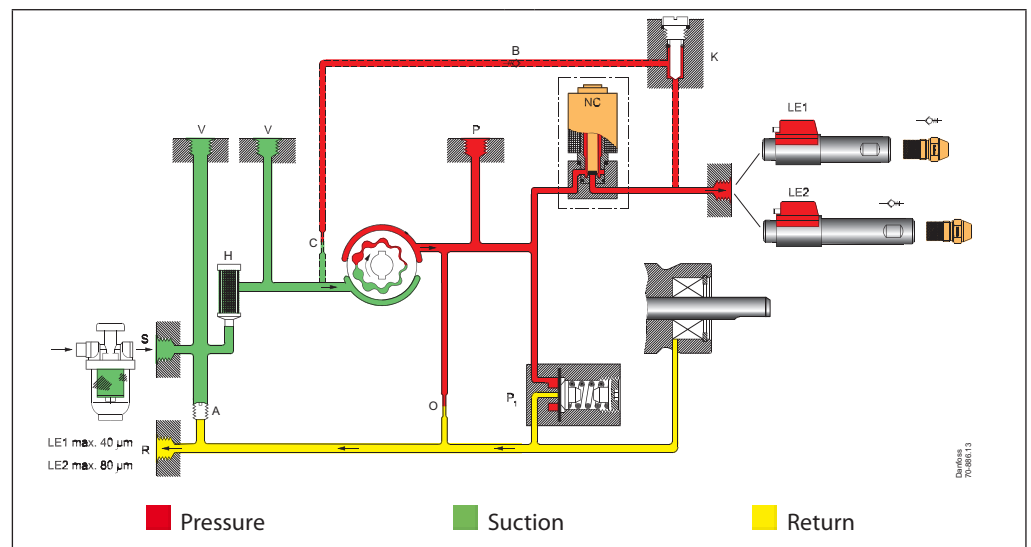 B
K
NC
LE1
V V P
LE2
C
H
S
A
O
P1
LE1 max. 40 µm
R
LE2 max. 80 µm
Danfoss
70-886.13
Pressure Suction Return